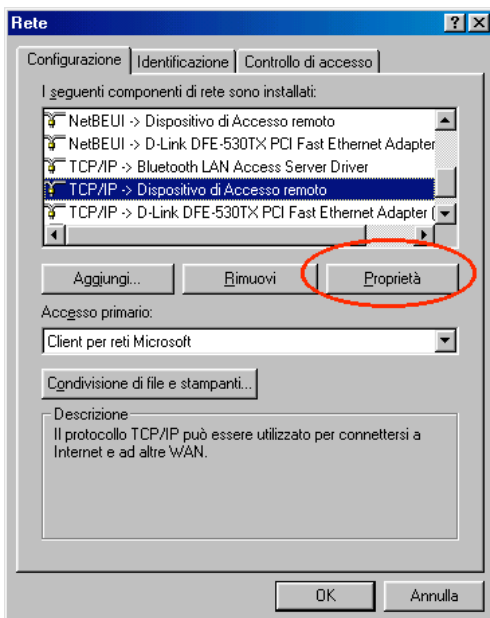 Rete
Configurazione Identificazione Controllo di accesso
I seguenti componenti di rete sono installati:
NetBEUI -> Dispositivo di Accesso remoto
NetBEUI -> D-Link DFE-530TX PCI Fast Ethernet Adapter
TCP/IP -> Bluetooth LAN Access Server Driver
TCP/IP -> Dispositivo di Accesso remoto
TCP/IP -> D-Link DFE-530TX PCI Fast Ethernet Adapter (
Aggiungi... Rimuovi Proprietà
Accesso primario:
Client per reti Microsoft
Condivisione di file e stampanti...
Descrizione
Il protocollo TCP/IP può essere utilizzato per connettersi a
Internet e ad altre WAN.
OK Annulla